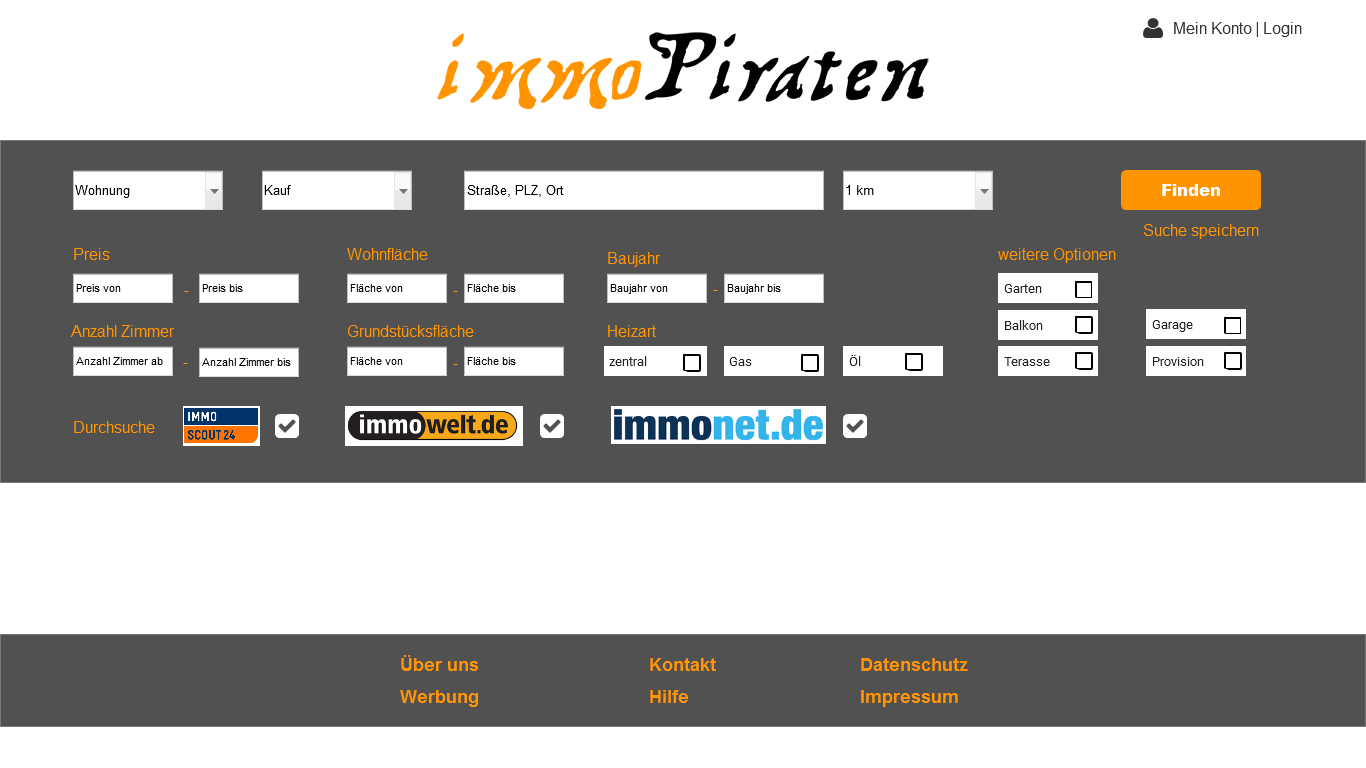 Mein Konto | Login
immoPiraten
Wohnung
Kauf
Straße, PLZ, Ort
1 km
Finden
Suche speichern
Preis
Wohnfläche
Baujahr
weitere Optionen
Preis von - Preis bis
Fläche von - Fläche bis
Baujahr von - Baujahr bis
Garten
Balkon
Garage
Anzahl Zimmer
Grundstücksfläche
Heizart
Anzahl Zimmer ab - Anzahl Zimmer bis
Fläche von - Fläche bis
zentral
Gas
Öl
Terasse
Provision
Durchsuche
IMMO
SCOUT24
immowelt.de
immonet.de
Über uns
Kontakt
Datenschutz
Werbung
Hilfe
Impressum